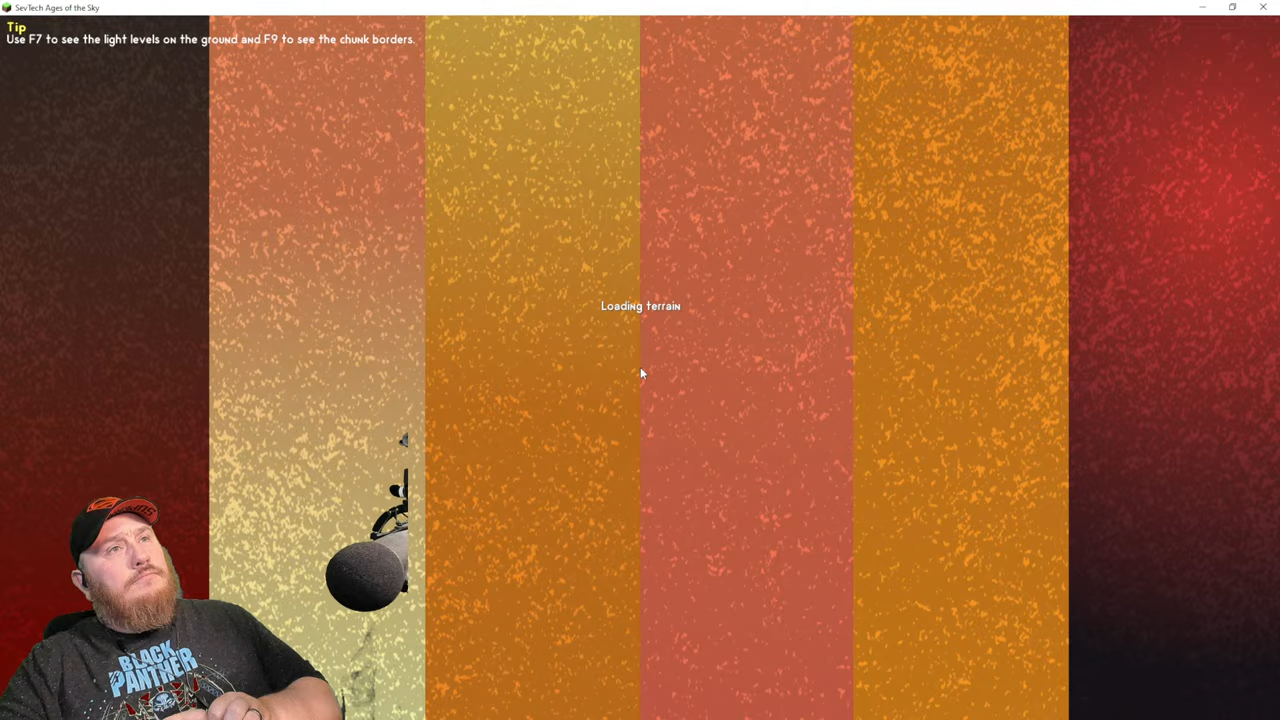 SevTech Ages of the Sky
Tip
Use F7 to see the light levels on the ground and F9 to see the chunk borders.
Loading terrain
BLACK
PANTHER